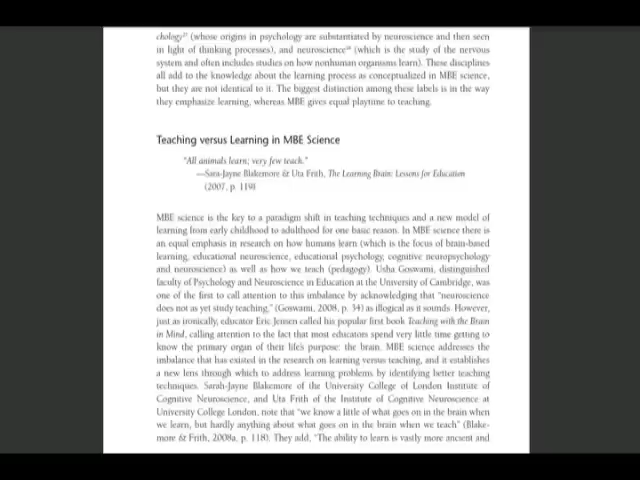 chology²⁷ (whose origins in psychology are substantiated by neuroscience and then seen
in light of thinking processes), and neuroscience²⁸ (which is the study of the nervous
system and often includes studies on how nonhuman organisms learn). These disciplines
all add to the knowledge about the learning process as conceptualized in MBE science,
but they are not identical to it. The biggest distinction among these labels is in the way
they emphasize learning, whereas MBE gives equal playtime to teaching.
Teaching versus Learning in MBE Science
"All animals learn; very few teach."
—Sara-Jayne Blakemore & Uta Frith, The Learning Brain: Lessons for Education
(2007, p. 119)
MBE science is the key to a paradigm shift in teaching techniques and a new model of
learning from early childhood to adulthood for one basic reason. In MBE science there is
an equal emphasis in research on how humans learn (which is the focus of brain-based
learning, educational neuroscience, educational psychology, cognitive neuropsychology
and neuroscience) as well as how we teach (pedagogy). Usha Goswami, distinguished
faculty of Psychology and Neuroscience in Education at the University of Cambridge, was
one of the first to call attention to this imbalance by acknowledging that "neuroscience
does not as yet study teaching," (Goswami, 2008, p. 34) as illogical as it sounds. However,
just as ironically, educator Eric Jensen called his popular first book Teaching with the Brain
in Mind, calling attention to the fact that most educators spend very little time getting to
know the primary organ of their life's purpose: the brain. MBE science addresses the
imbalance that has existed in the research on learning versus teaching, and it establishes
a new lens through which to address learning problems by identifying better teaching
techniques. Sarah-Jayne Blakemore of the University College of London Institute of
Cognitive Neuroscience, and Uta Frith of the Institute of Cognitive Neuroscience at
University College London, note that "we know a little of what goes on in the brain when
we learn, but hardly anything about what goes on in the brain when we teach" (Blake-
more & Frith, 2008a, p. 118). They add, "The ability to learn is vastly more ancient and